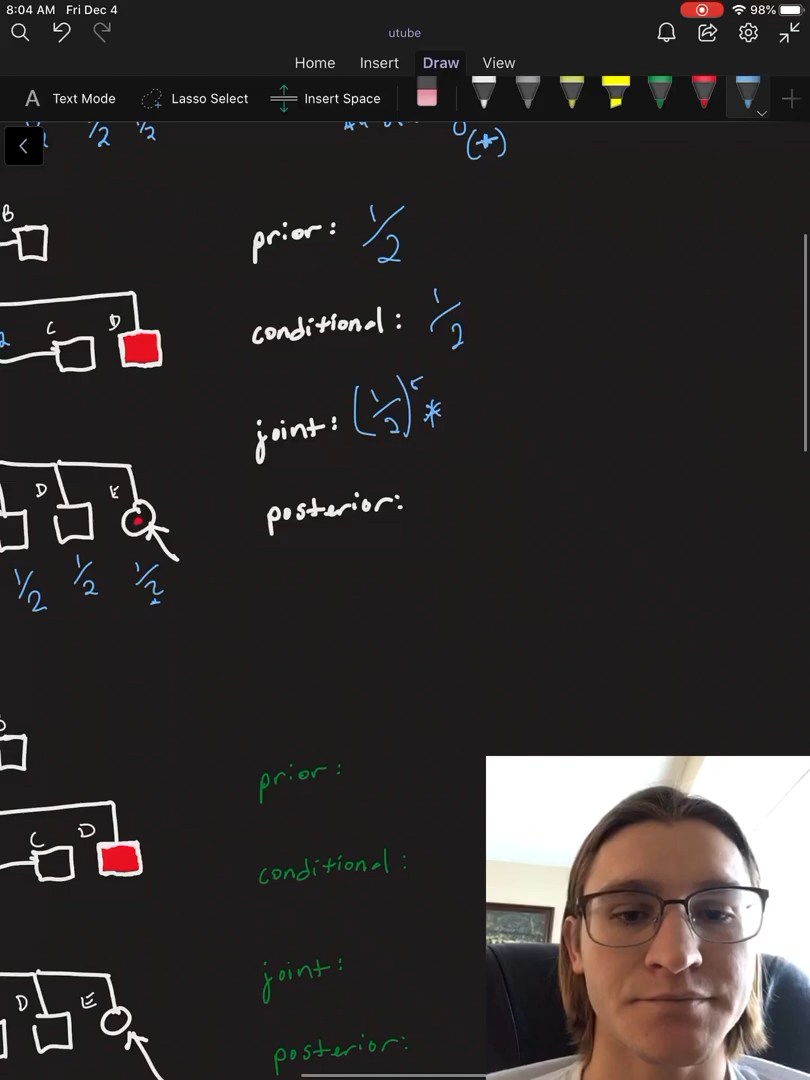 8:04 AM Fri Dec 4
98%
utube
Home Insert Draw View
A Text Mode Lasso Select Insert Space
1/2 1/2
(*)
B
prior: 1/2
C D
conditional: 1/2
joint: (1/2)⁵ *
D E
posterior:
1/2 1/2 1/2
prior:
C D
conditional:
joint:
D E
posterior: